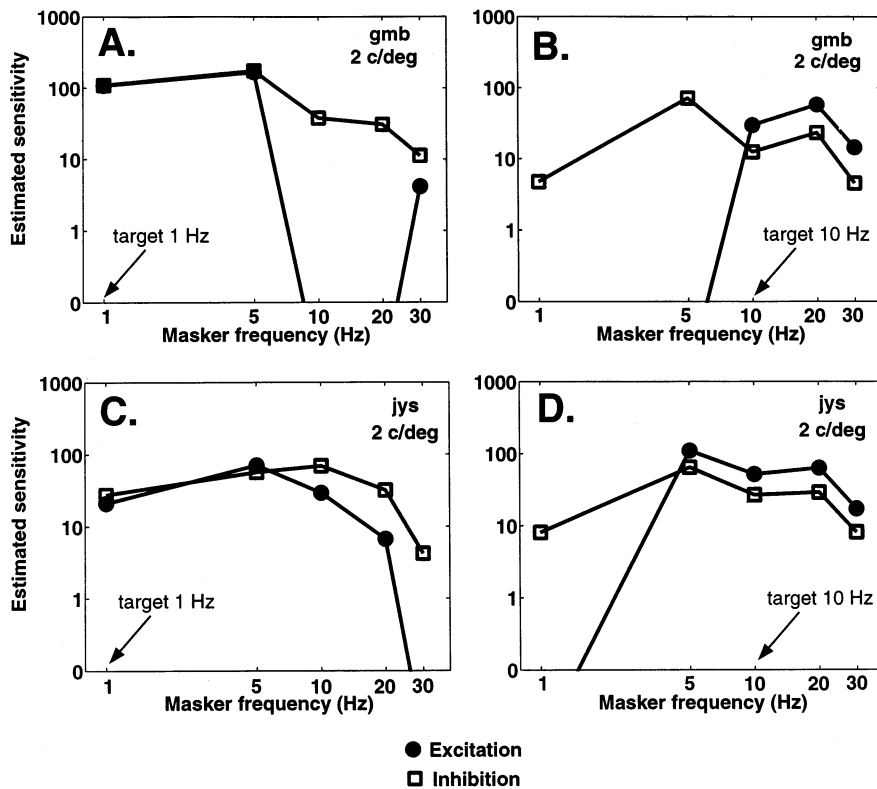 A.
gmb
2 c/deg
1000
100
10
1
0
Estimated sensitivity
target 1 Hz
1 5 10 20 30
Masker frequency (Hz)
B.
gmb
2 c/deg
1000
100
10
1
0
target 10 Hz
1 5 10 20 30
Masker frequency (Hz)
C.
jys
2 c/deg
1000
100
10
1
0
Estimated sensitivity
target 1 Hz
1 5 10 20 30
Masker frequency (Hz)
D.
jys
2 c/deg
1000
100
10
1
0
target 10 Hz
1 5 10 20 30
Masker frequency (Hz)
Excitation
Inhibition